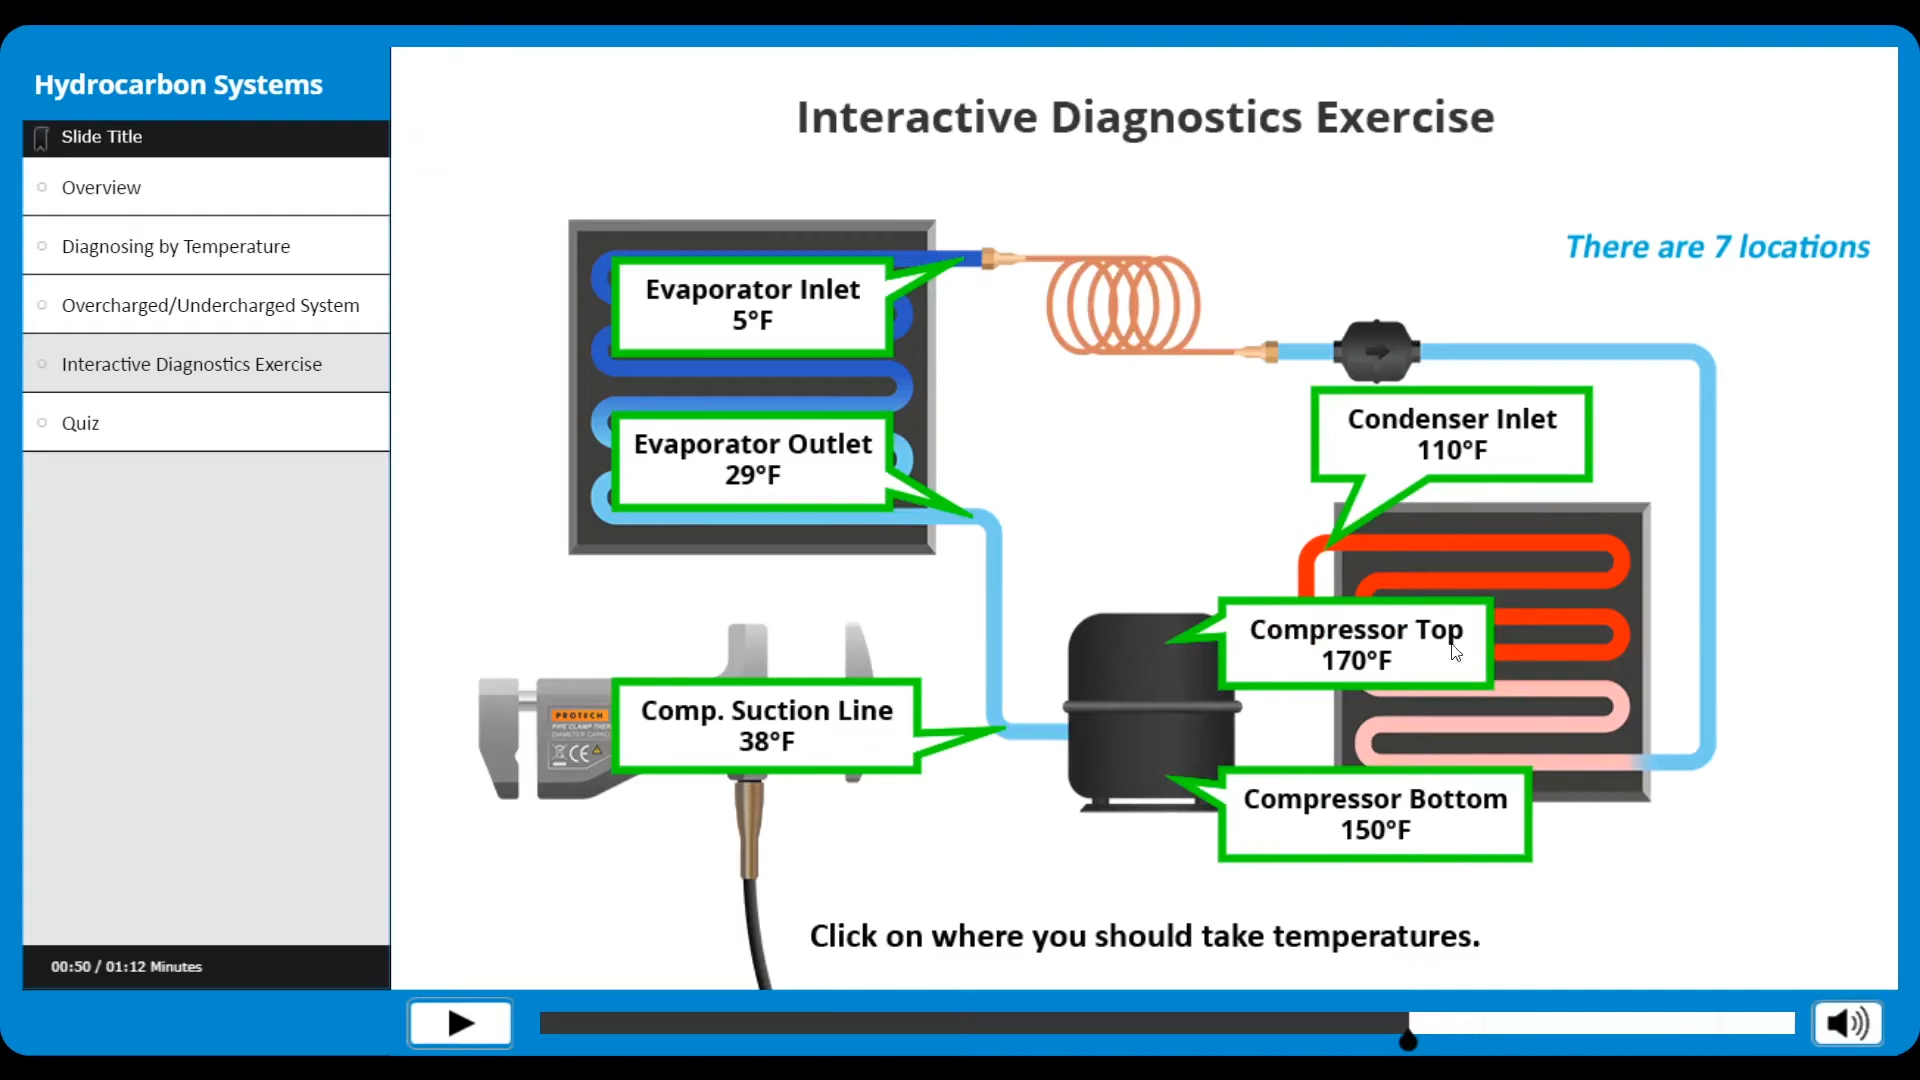 Hydrocarbon Systems
Slide Title
Overview
Diagnosing by Temperature
Overcharged/Undercharged System
Interactive Diagnostics Exercise
Quiz
00:50 / 01:12 Minutes
Interactive Diagnostics Exercise
There are 7 locations
Evaporator Inlet
5°F
Evaporator Outlet
29°F
Condenser Inlet
110°F
Compressor Top
170°F
Comp. Suction Line
38°F
PROTECH
PIPE CLAMP
CE
Compressor Bottom
150°F
Click on where you should take temperatures.